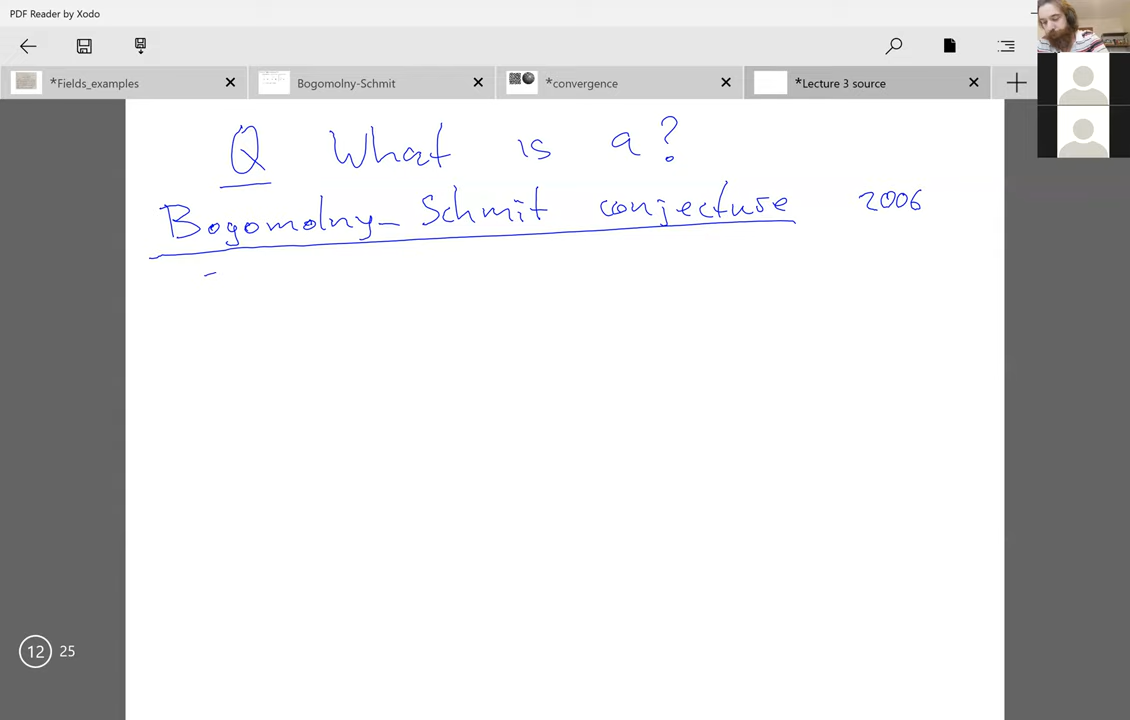 PDF Reader by Xodo
*Fields_examples
Bogomolny-Schmit
*convergence
*Lecture 3 source
Q What is a?
Bogomolny-Schmit conjecture 2006
12 25